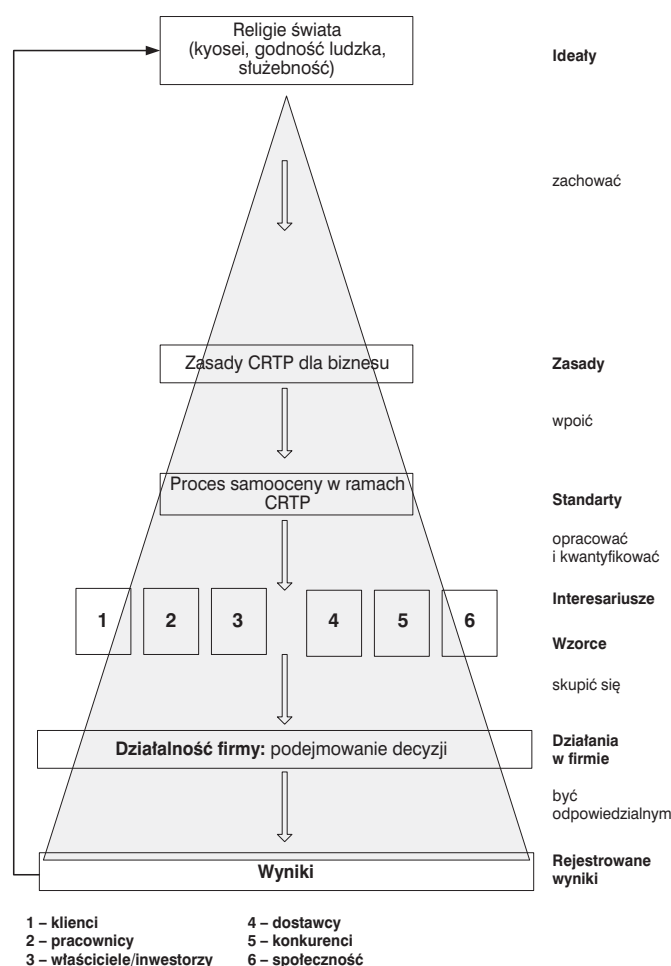 Religie świata
(kyosei, godność ludzka,
służebność)
Ideały
zachować
Zasady CRTP dla biznesu
Zasady
wpoić
Proces samooceny w ramach
CRTP
Standarty
opracować
i kwantyfikować
Interesariusze
1 2 3 4 5 6
Wzorce
skupić się
Działalność firmy: podejmowanie decyzji
Działania
w firmie
być
odpowiedzialnym
Wyniki
Rejestrowane
wyniki
1 – klienci
2 – pracownicy
3 – właściciele/inwestorzy
4 – dostawcy
5 – konkurenci
6 – społeczność